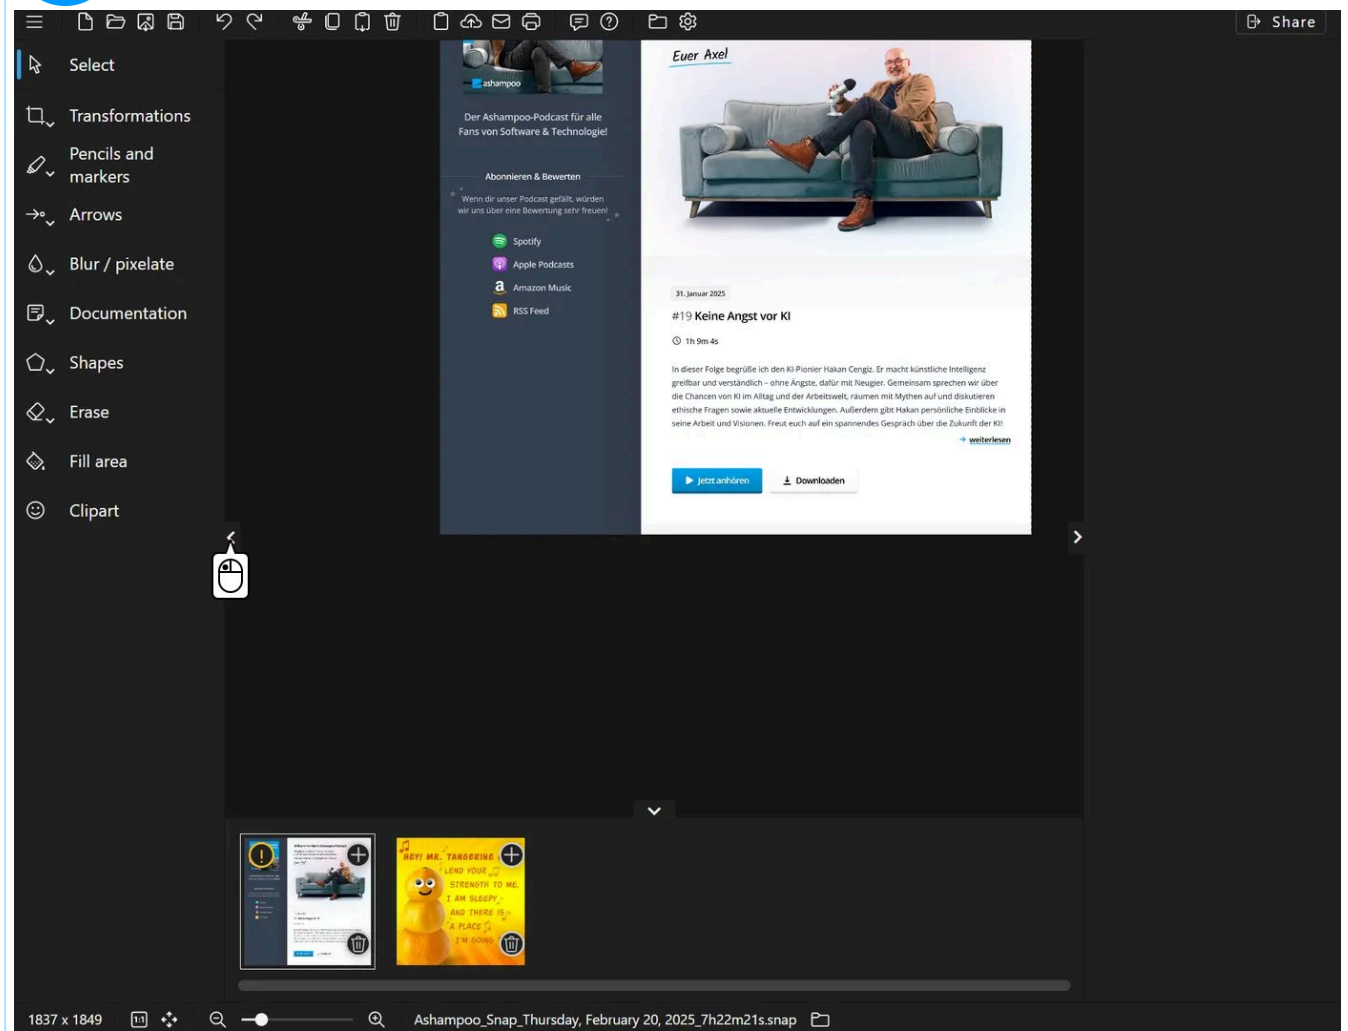 Share
Select
Transformations
Pencils and
markers
Arrows
Blur / pixelate
Documentation
Shapes
Erase
Fill area
Clipart
ashampoo
Der Ashampoo-Podcast für alle
Fans von Software & Technologie!
Abonnieren & Bewerten
Wenn dir unser Podcast gefällt, würden
wir uns über eine Bewertung sehr freuen!
Spotify
Apple Podcasts
Amazon Music
RSS Feed
Euer Axel
31. Januar 2025
#19 Keine Angst vor KI
1h 9m 4s
In dieser Folge begrüße ich den KI-Pionier Hakan Cengiz. Er macht künstliche Intelligenz
greifbar und verständlich – ohne Ängste, dafür mit Neugier. Gemeinsam sprechen wir über
die Chancen von KI im Alltag und der Arbeitswelt, räumen mit Mythen auf und diskutieren
ethische Fragen sowie aktuelle Entwicklungen. Außerdem gibt Hakan persönliche Einblicke in
seine Arbeit und Visionen. Freut euch auf ein spannendes Gespräch über die Zukunft der KI!
weiterlesen
Jetzt anhören
Downloaden
HEY! MR. TANGERINE
LEND YOUR
STRENGTH TO ME,
I AM SLEEPY
AND THERE IS
A PLACE
I'M GOING
1837 x 1849
1:1
Ashampoo_Snap_Thursday, February 20, 2025_7h22m21s.snap